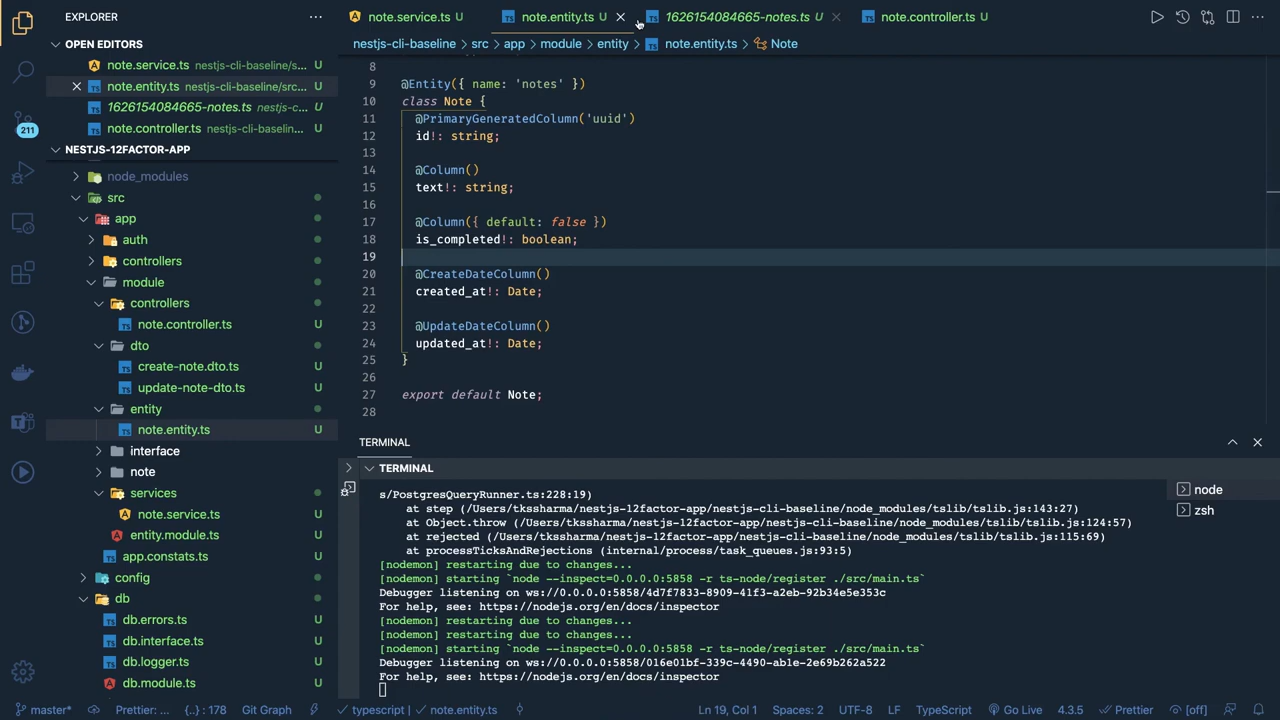 EXPLORER
note.service.ts U
note.entity.ts U
1626154084665-notes.ts U
note.controller.ts U
OPEN EDITORS
nestjs-cli-baseline > src > app > module > entity > note.entity.ts > Note
note.service.ts nestjs-cli-baseline/s... U
note.entity.ts nestjs-cli-baseline/src... U
1626154084665-notes.ts nestjs-c... U
note.controller.ts nestjs-cli-baselin... U
NESTJS-12FACTOR-APP
node_modules
src
app
auth
controllers
module
controllers
note.controller.ts U
dto
create-note.dto.ts U
update-note-dto.ts U
entity
note.entity.ts U
interface
note
services
note.service.ts U
entity.module.ts U
app.constats.ts U
config
db
db.errors.ts U
db.interface.ts U
db.logger.ts U
db.module.ts U
211
8
9 @Entity({ name: 'notes' })
10 class Note {
11 @PrimaryGeneratedColumn('uuid')
12 id!: string;
13
14 @Column()
15 text!: string;
16
17 @Column({ default: false })
18 is_completed!: boolean;
19
20 @CreateDateColumn()
21 created_at!: Date;
22
23 @UpdateDateColumn()
24 updated_at!: Date;
25 }
26
27 export default Note;
28
TERMINAL
TERMINAL
s/PostgresQueryRunner.ts:228:19)
at step (/Users/tkssharma/nestjs-12factor-app/nestjs-cli-baseline/node_modules/tslib/tslib.js:143:27)
at Object.throw (/Users/tkssharma/nestjs-12factor-app/nestjs-cli-baseline/node_modules/tslib/tslib.js:124:57)
at rejected (/Users/tkssharma/nestjs-12factor-app/nestjs-cli-baseline/node_modules/tslib/tslib.js:115:69)
at processTicksAndRejections (internal/process/task_queues.js:93:5)
[nodemon] restarting due to changes...
[nodemon] starting `node --inspect=0.0.0.0:5858 -r ts-node/register ./src/main.ts`
Debugger listening on ws://0.0.0.0:5858/4d7f7833-8909-41f3-a2eb-92b34e5e353c
For help, see: https://nodejs.org/en/docs/inspector
[nodemon] restarting due to changes...
[nodemon] restarting due to changes...
[nodemon] starting `node --inspect=0.0.0.0:5858 -r ts-node/register ./src/main.ts`
Debugger listening on ws://0.0.0.0:5858/016e01bf-339c-4490-ab1e-2e69b262a522
For help, see: https://nodejs.org/en/docs/inspector
node
zsh
master* Prettier: ... {..} : 178 Git Graph typescript | note.entity.ts Ln 19, Col 1 Spaces: 2 UTF-8 LF TypeScript Go Live 4.3.5 Prettier [off]